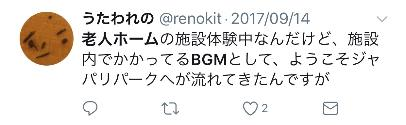 うたわれの @renokit · 2017/09/14
老人ホームの施設体験中なんだけど、施設
内でかかってるBGMとして、ようこそジャ
パリパークへが流れてきたんですが
2